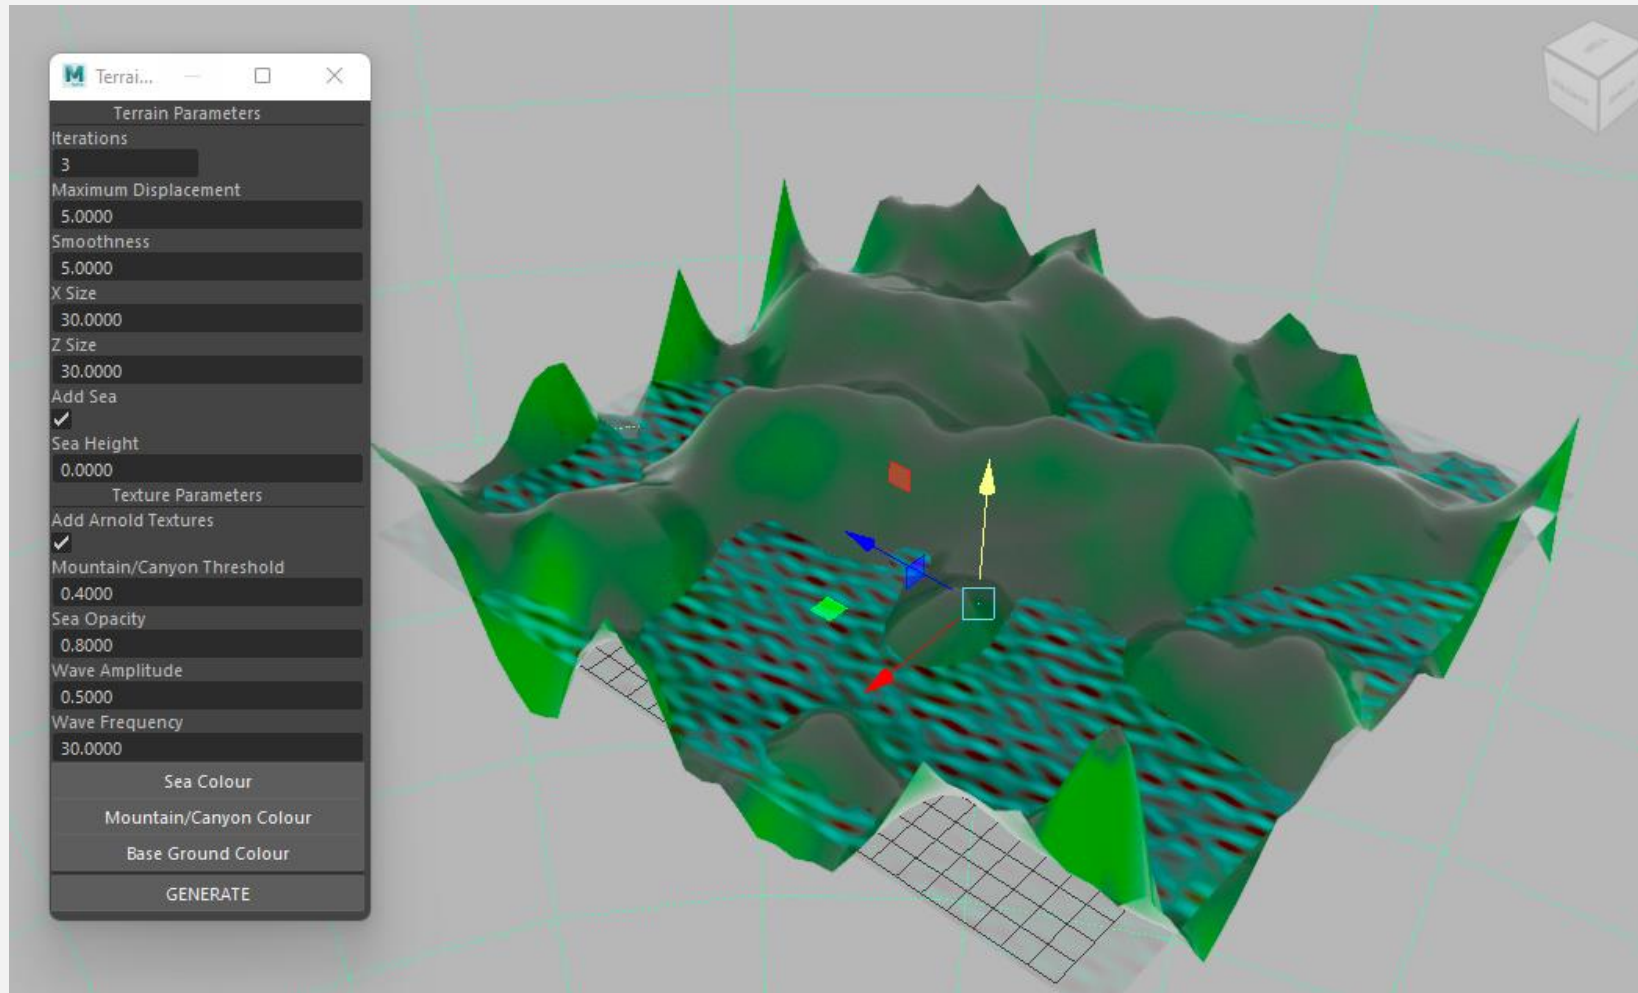 Terrai...
Terrain Parameters
Iterations
3
Maximum Displacement
5.0000
Smoothness
5.0000
X Size
30.0000
Z Size
30.0000
Add Sea
Sea Height
0.0000
Texture Parameters
Add Arnold Textures
Mountain/Canyon Threshold
0.4000
Sea Opacity
0.8000
Wave Amplitude
0.5000
Wave Frequency
30.0000
Sea Colour
Mountain/Canyon Colour
Base Ground Colour
GENERATE